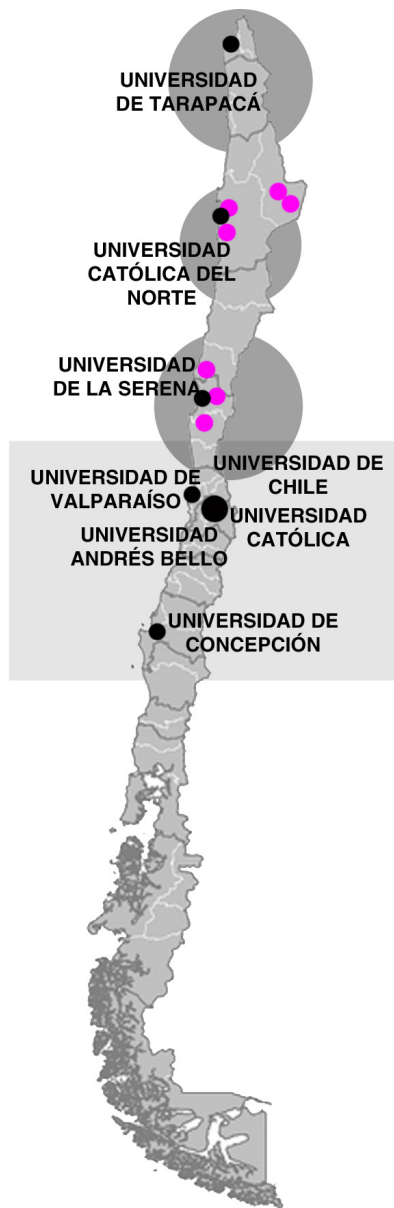 UNIVERSIDAD
DE TARAPACÁ
UNIVERSIDAD
CATÓLICA DEL
NORTE
UNIVERSIDAD
DE LA SERENA
UNIVERSIDAD DE
CHILE
UNIVERSIDAD DE
VALPARAÍSO
UNIVERSIDAD
CATÓLICA
UNIVERSIDAD
ANDRÉS BELLO
UNIVERSIDAD DE
CONCEPCIÓN